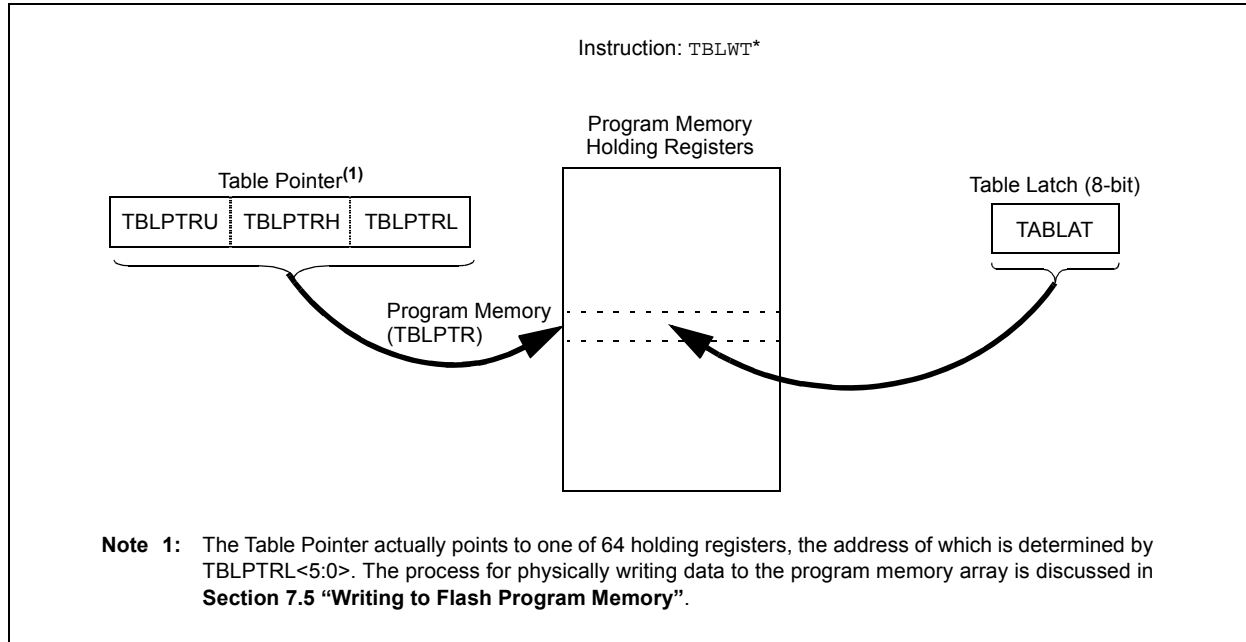 Instruction: TBLWT*
Program Memory
Holding Registers
Table Pointer(1)
Table Latch (8-bit)
TBLPTRU TBLPTRH TBLPTRL
TABLAT
Program Memory
(TBLPTR)
Note 1: The Table Pointer actually points to one of 64 holding registers, the address of which is determined by
TBLPTRL<5:0>. The process for physically writing data to the program memory array is discussed in
Section 7.5 “Writing to Flash Program Memory”.